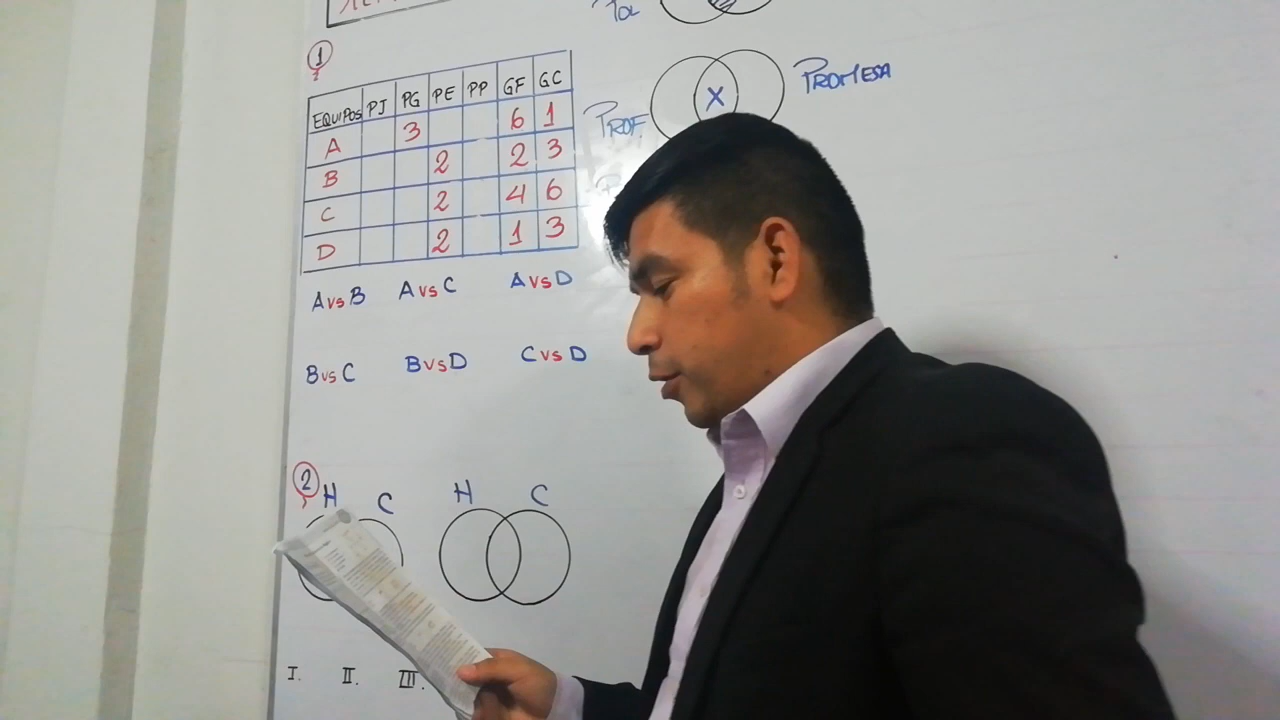 1
EQUIPOS PJ PG PE PP GF GC
A 3 6 1
B 2 2 3
C 2 4 6
D 2 1 3
A vs B A vs C A vs D
B vs C B vs D C vs D
PROF. X PROMESA
2
H C H C
I. II. III.